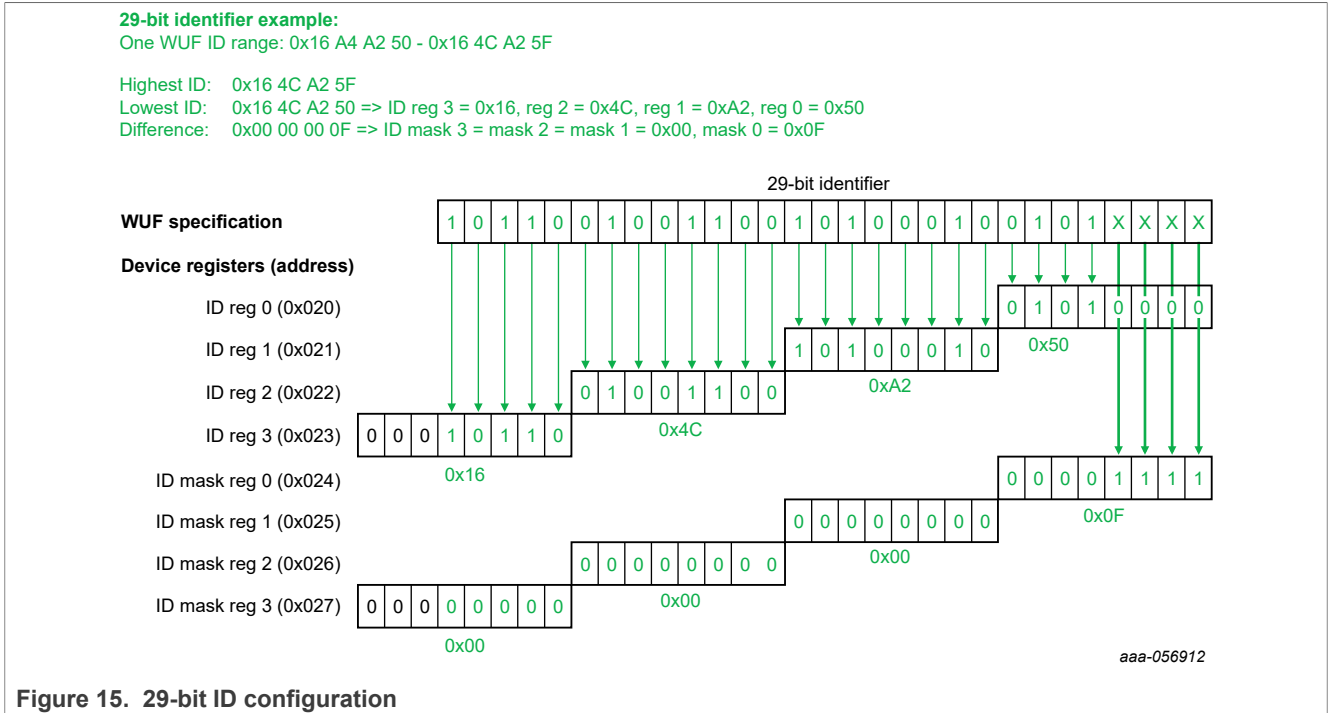 29-bit identifier example:
One WUF ID range: 0x16 A4 A2 50 - 0x16 4C A2 5F
Highest ID: 0x16 4C A2 5F
Lowest ID: 0x16 4C A2 50 => ID reg 3 = 0x16, reg 2 = 0x4C, reg 1 = 0xA2, reg 0 = 0x50
Difference: 0x00 00 00 0F => ID mask 3 = mask 2 = mask 1 = 0x00, mask 0 = 0x0F
29-bit identifier
WUF specification 1 0 1 1 0 0 1 0 0 1 1 0 0 1 0 1 0 0 0 1 0 0 1 0 1 X X X X
Device registers (address)
ID reg 0 (0x020) 0 1 0 1 0 0 0 0
0x50
ID reg 1 (0x021) 1 0 1 0 0 0 1 0
0xA2
ID reg 2 (0x022) 0 1 0 0 1 1 0 0
0x4C
ID reg 3 (0x023) 0 0 0 1 0 1 1 0
0x16
ID mask reg 0 (0x024) 0 0 0 0 1 1 1 1
0x0F
ID mask reg 1 (0x025) 0 0 0 0 0 0 0 0
0x00
ID mask reg 2 (0x026) 0 0 0 0 0 0 0 0
0x00
ID mask reg 3 (0x027) 0 0 0 0 0 0 0 0
0x00
aaa-056912
Figure 15. 29-bit ID configuration